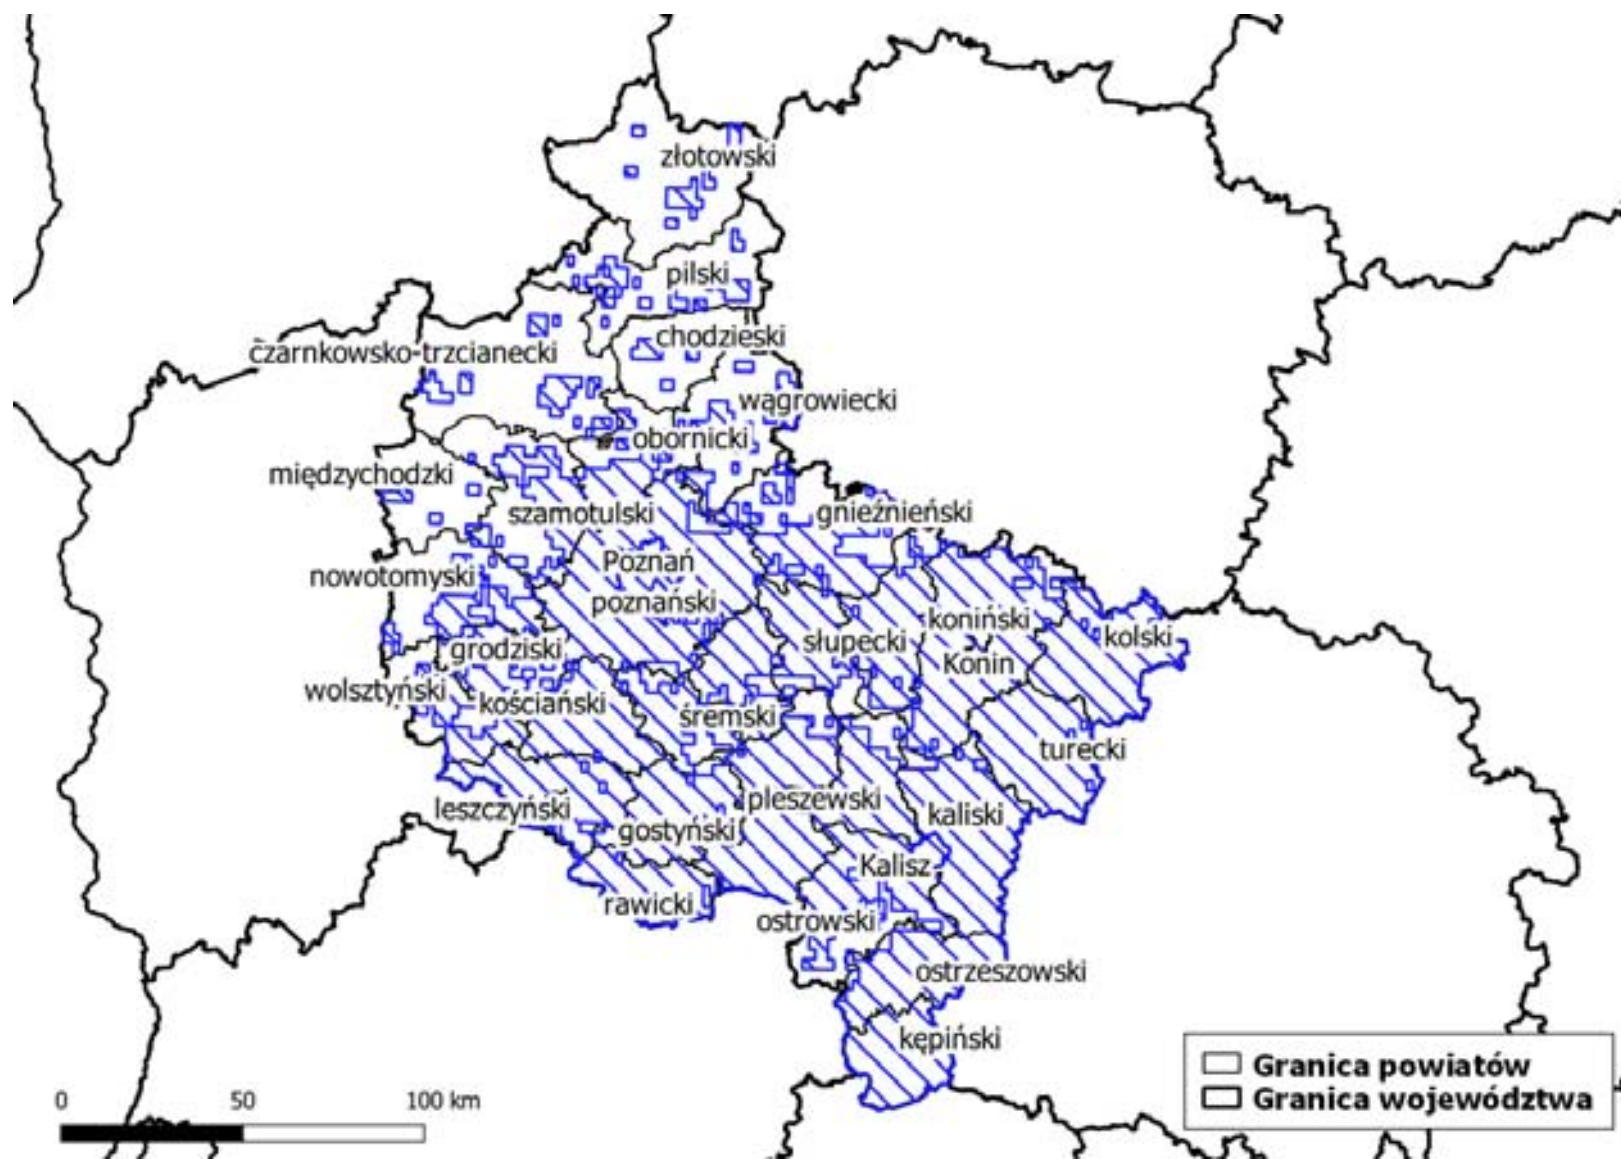 złotowski
pilski
chodzieski
czarnkowsko-trzcianecki
wągrowiecki
obornicki
międzychodzki
szamotulski
gnieźnieński
Poznań
nowotomyski
poznański
koniński
słupecki
kolski
grodziski
Konin
wolsztyński
kościański
śremski
turecki
pleszewski
leszczyński
kaliski
gostyński
Kalisz
rawicki
ostrowski
ostrzeszowski
kępiński
Granica powiatów
Granica województwa
0 50 100 km